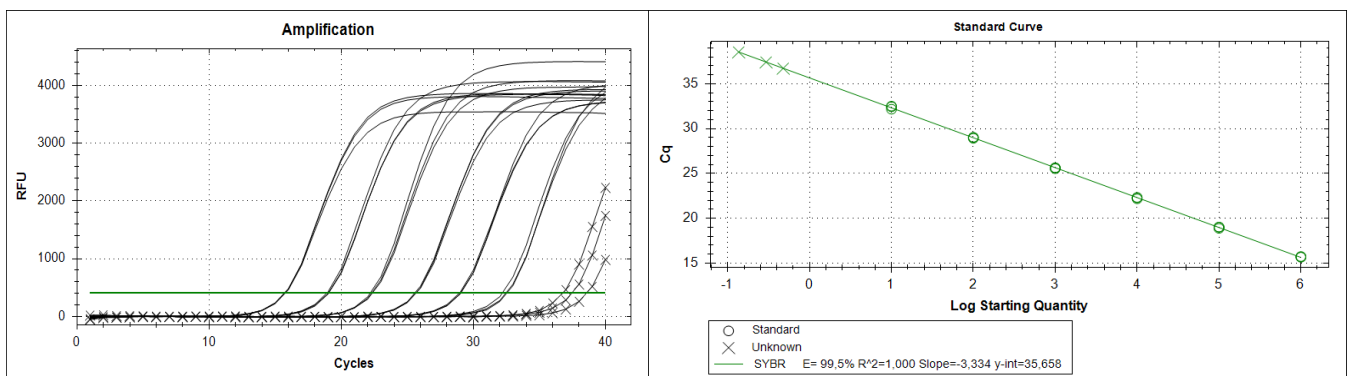 Amplification
4000
3000
2000
1000
0
RFU
0
10
20
30
40
Cycles
Standard Curve
35
30
25
20
15
Cq
-1
0
1
2
3
4
5
6
Log Starting Quantity
Standard
Unknown
SYBR E= 99,5% R^2=1,000 Slope=-3,334 y-int=35,658